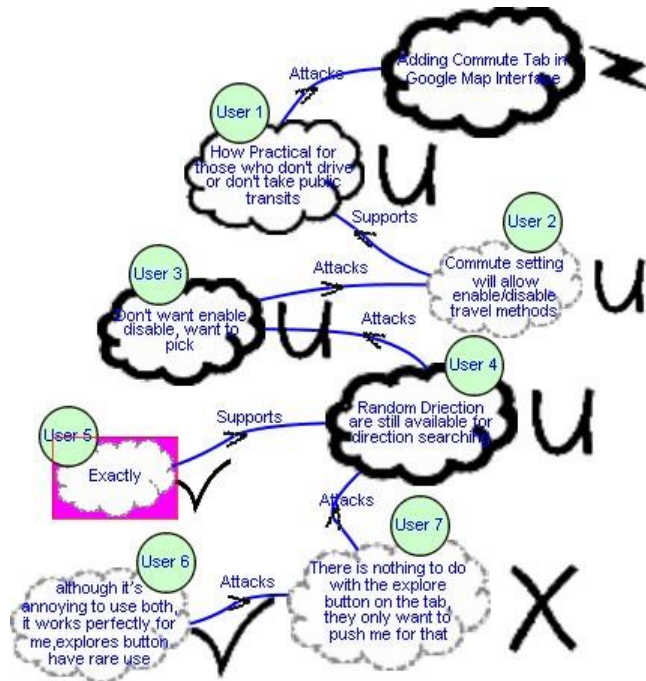 Adding Commute Tab in
Google Map Interface
Attacks
User 1
How Practical for
those who don't drive
or don't take public
transits
U
Supports
User 2
Commute setting
will allow
enable/disable
travel methods
U
User 3
Attacks
Don't want enable
disable, want to
pick
U
Attacks
User 4
Random Driection
are still available for
direction searching
U
Supports
User 5
Exactly
Attacks
User 7
There is nothing to do
with the explore
button on the tab,
they only want to
push me for that
X
User 6
Attacks
although it's
annoying to use both,
it works perfectly for
me,explores button
have rare use